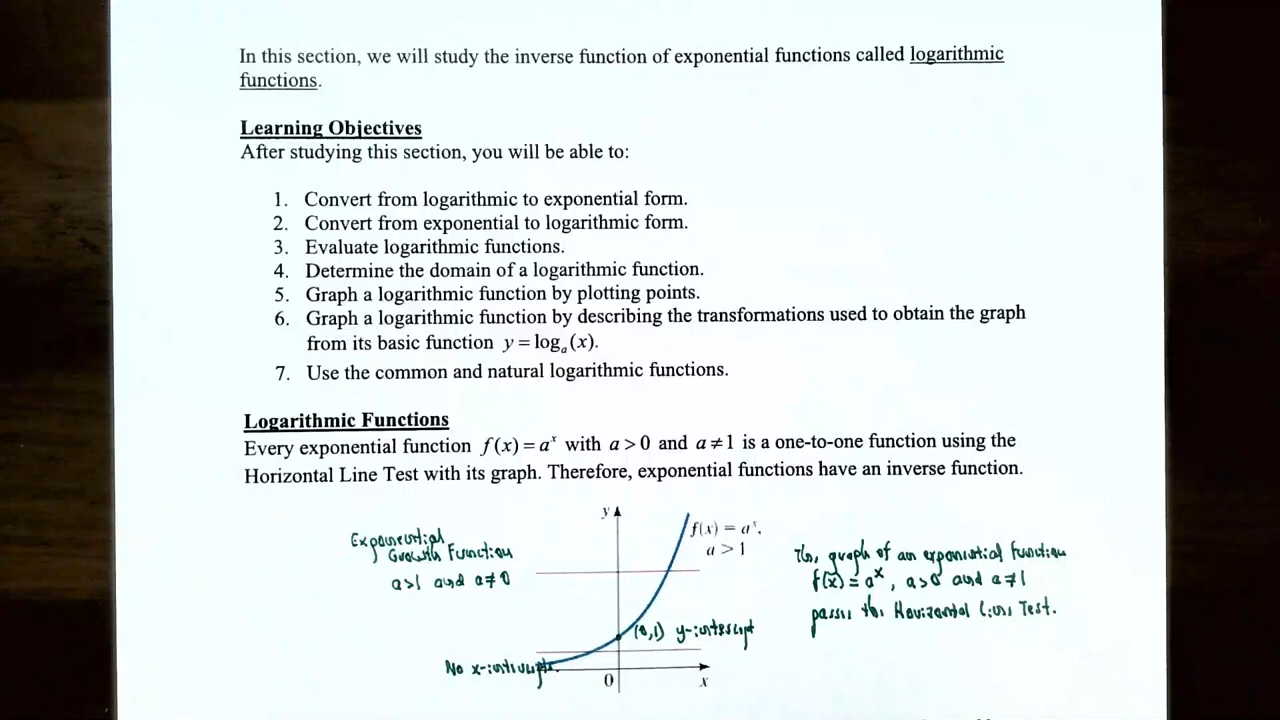 In this section, we will study the inverse function of exponential functions called logarithmic
functions.
Learning Objectives
After studying this section, you will be able to:
1. Convert from logarithmic to exponential form.
2. Convert from exponential to logarithmic form.
3. Evaluate logarithmic functions.
4. Determine the domain of a logarithmic function.
5. Graph a logarithmic function by plotting points.
6. Graph a logarithmic function by describing the transformations used to obtain the graph
from its basic function y = logₐ(x).
7. Use the common and natural logarithmic functions.
Logarithmic Functions
Every exponential function f(x) = aˣ with a > 0 and a ≠ 1 is a one-to-one function using the
Horizontal Line Test with its graph. Therefore, exponential functions have an inverse function.
y
f(x) = aˣ,
a > 1
Exponential
Growth Function
a>1 and a≠0
The graph of an exponential function
f(x) = aˣ, a>0 and a≠1
passes the Horizontal Line Test.
(0,1) y-intercept
No x-intercept
0
x